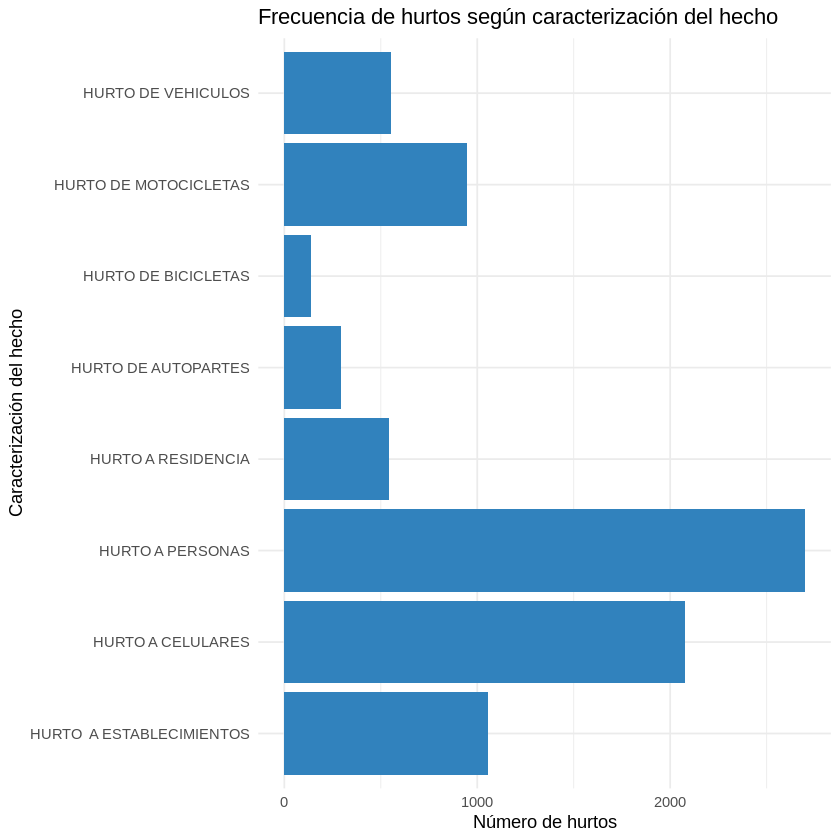 Frecuencia de hurtos según caracterización del hecho
Caracterización del hecho
HURTO DE VEHICULOS
HURTO DE MOTOCICLETAS
HURTO DE BICICLETAS
HURTO DE AUTOPARTES
HURTO A RESIDENCIA
HURTO A PERSONAS
HURTO A CELULARES
HURTO  A ESTABLECIMIENTOS
0 1000 2000
Número de hurtos